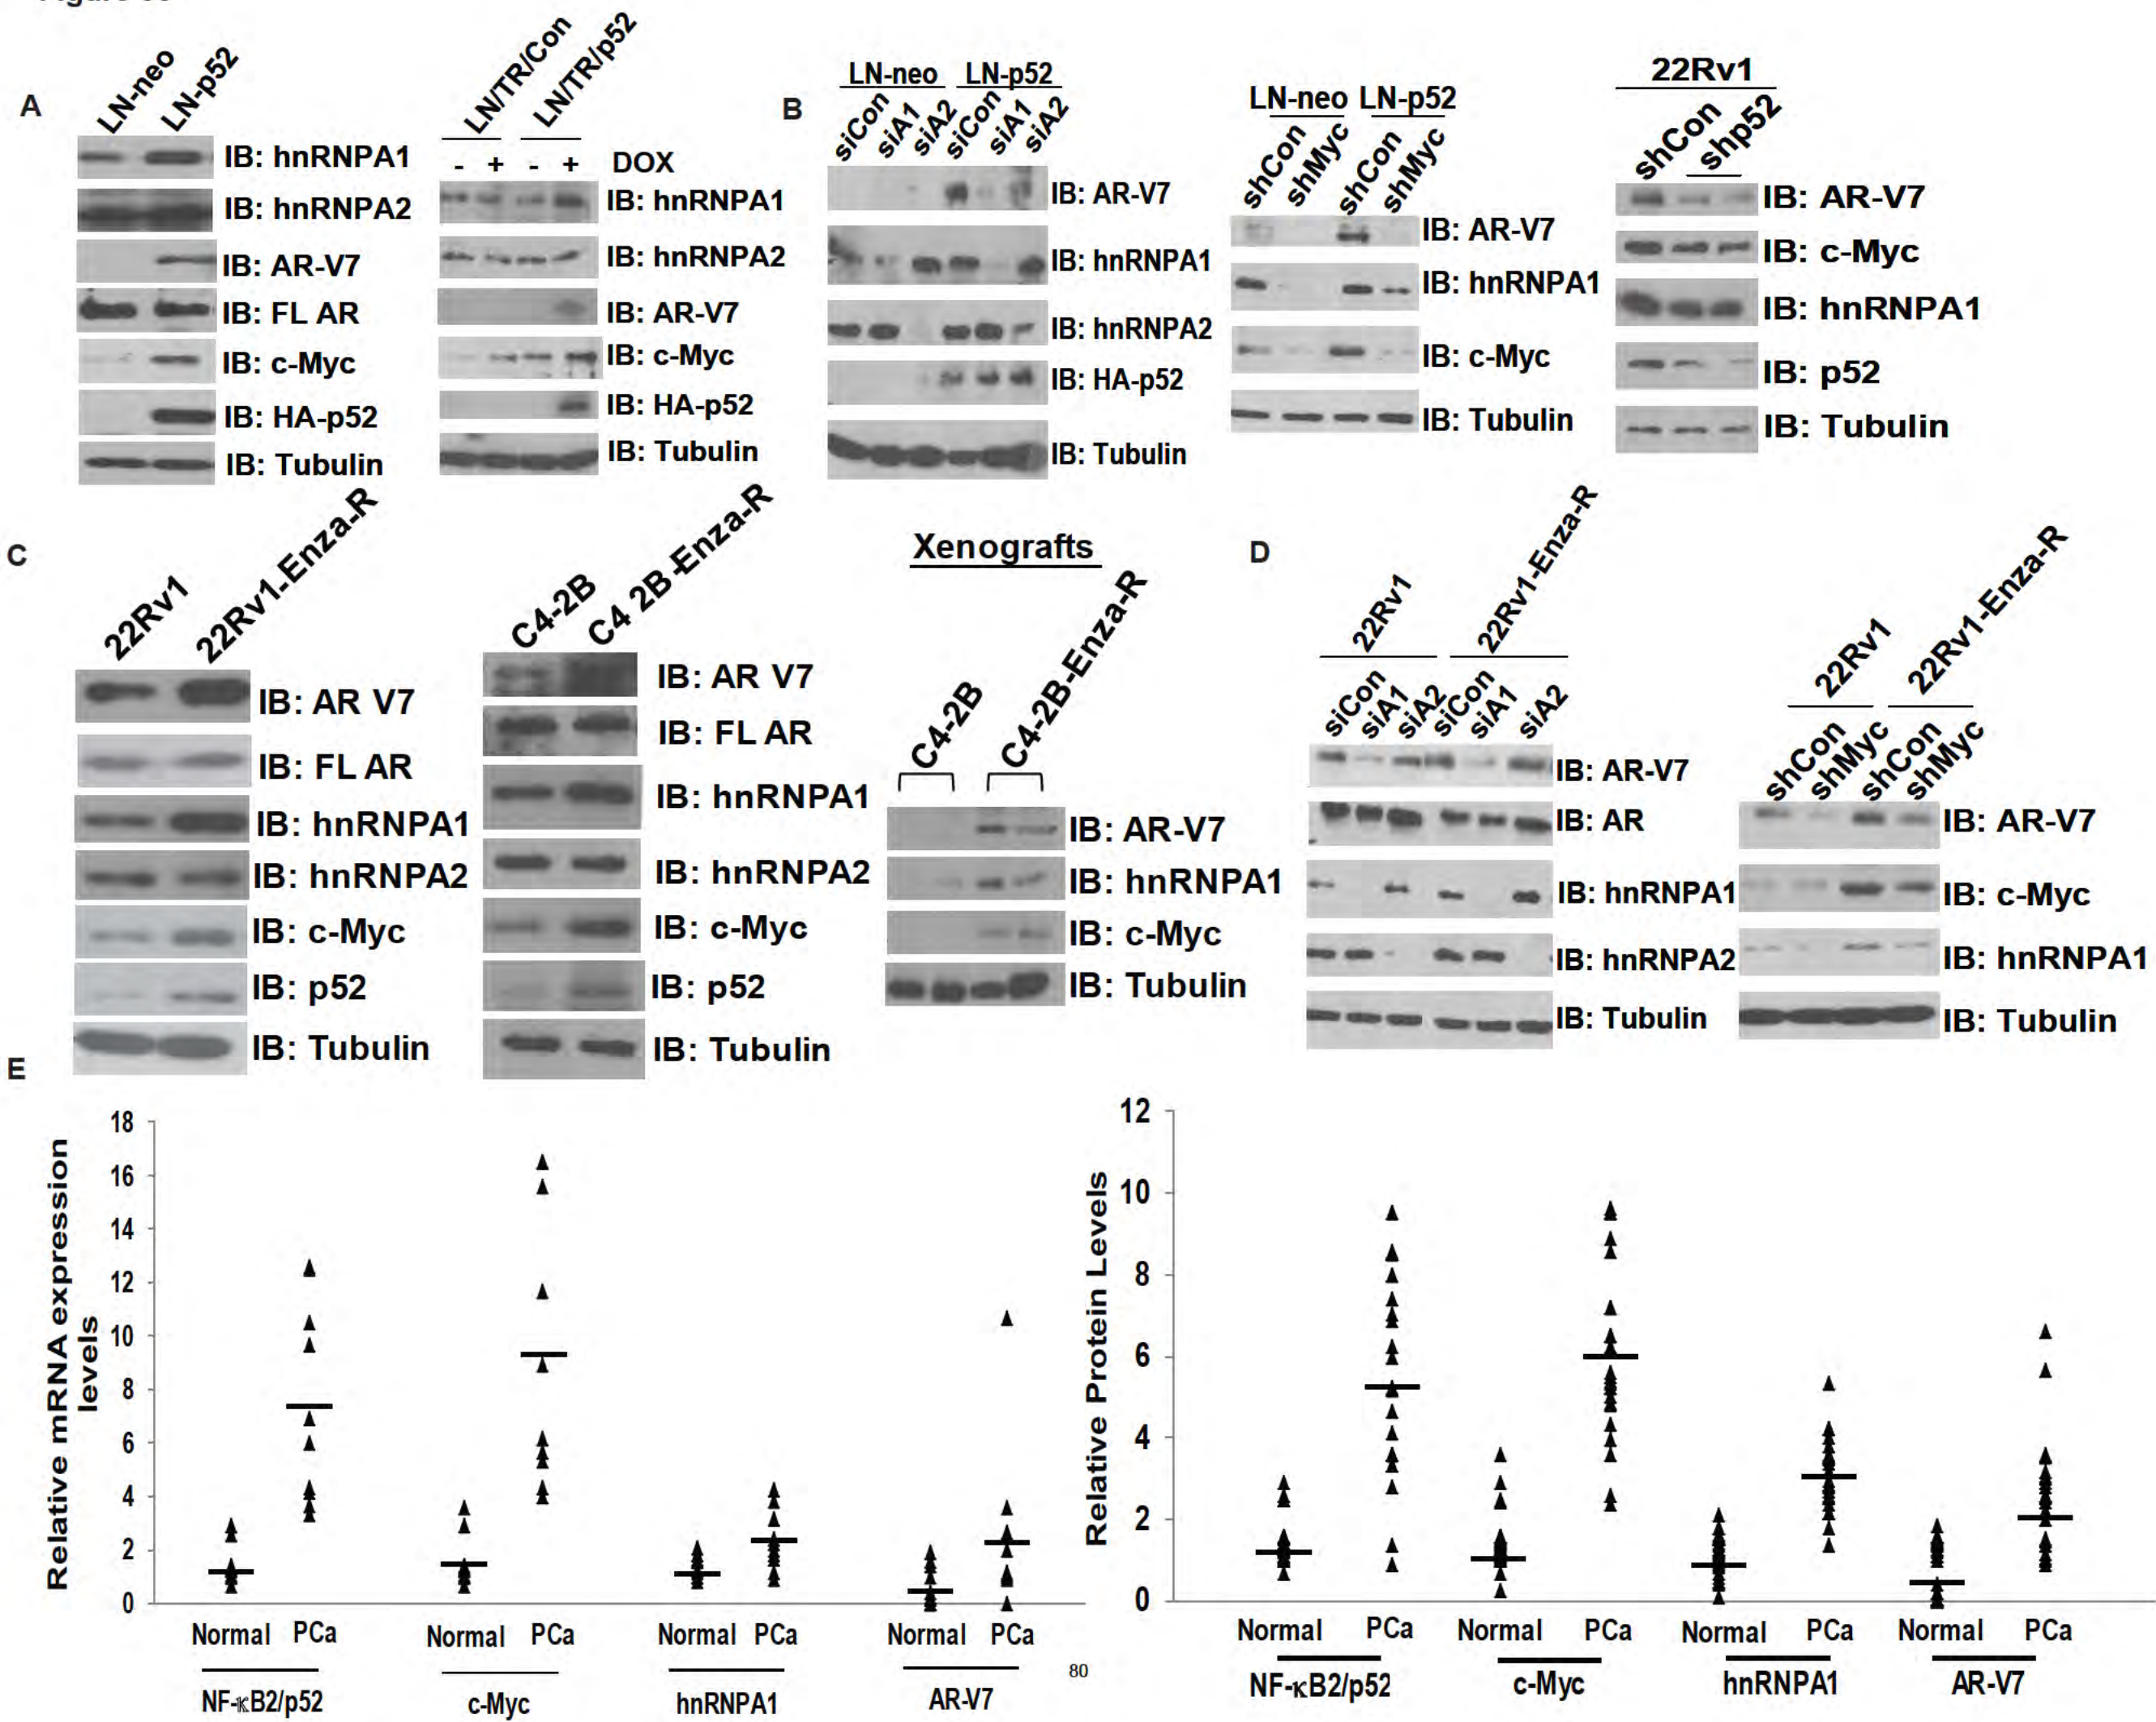 A
LN-neo
LN-p52
IB: hnRNPA1
IB: hnRNPA2
IB: AR-V7
IB: FL AR
IB: c-Myc
IB: HA-p52
IB: Tubulin
LN/TR/Con
LN/TR/p52
- + - + DOX
IB: hnRNPA1
IB: hnRNPA2
IB: AR-V7
IB: c-Myc
IB: HA-p52
IB: Tubulin
B
LN-neo LN-p52
siCon siA1 siA2 siCon siA1 siA2
IB: AR-V7
IB: hnRNPA1
IB: hnRNPA2
IB: HA-p52
IB: Tubulin
LN-neo LN-p52
shCon shMyc shCon shMyc
IB: AR-V7
IB: hnRNPA1
IB: c-Myc
IB: Tubulin
22Rv1
shCon shp52
IB: AR-V7
IB: c-Myc
IB: hnRNPA1
IB: p52
IB: Tubulin
C
22Rv1
22Rv1-Enza-R
IB: AR V7
IB: FL AR
IB: hnRNPA1
IB: hnRNPA2
IB: c-Myc
IB: p52
IB: Tubulin
C4-2B
C4 2B-Enza-R
IB: AR V7
IB: FL AR
IB: hnRNPA1
IB: hnRNPA2
IB: c-Myc
IB: p52
IB: Tubulin
Xenografts
C4-2B
C4-2B-Enza-R
IB: AR-V7
IB: hnRNPA1
IB: c-Myc
IB: Tubulin
D
22Rv1 22Rv1-Enza-R
siCon siA1 siA2 siCon siA1 siA2
IB: AR-V7
IB: AR
IB: hnRNPA1
IB: hnRNPA2
IB: Tubulin
22Rv1 22Rv1-Enza-R
shCon shMyc shCon shMyc
IB: AR-V7
IB: c-Myc
IB: hnRNPA1
IB: Tubulin
E
Relative mRNA expression
levels
18
16
14
12
10
8
6
4
2
0
Normal PCa Normal PCa Normal PCa Normal PCa
NF-κB2/p52 c-Myc hnRNPA1 AR-V7
80
Relative Protein Levels
12
10
8
6
4
2
0
Normal PCa Normal PCa Normal PCa Normal PCa
NF-κB2/p52 c-Myc hnRNPA1 AR-V7